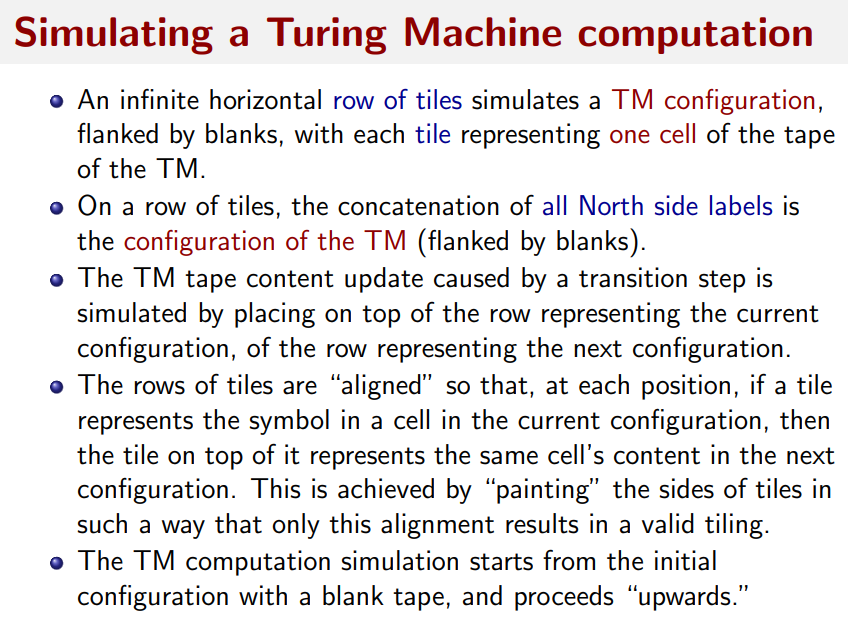 Simulating a Turing Machine computation
An infinite horizontal row of tiles simulates a TM configuration,
flanked by blanks, with each tile representing one cell of the tape
of the TM.
On a row of tiles, the concatenation of all North side labels is
the configuration of the TM (flanked by blanks).
The TM tape content update caused by a transition step is
simulated by placing on top of the row representing the current
configuration, of the row representing the next configuration.
The rows of tiles are “aligned” so that, at each position, if a tile
represents the symbol in a cell in the current configuration, then
the tile on top of it represents the same cell’s content in the next
configuration. This is achieved by “painting” the sides of tiles in
such a way that only this alignment results in a valid tiling.
The TM computation simulation starts from the initial
configuration with a blank tape, and proceeds “upwards.”